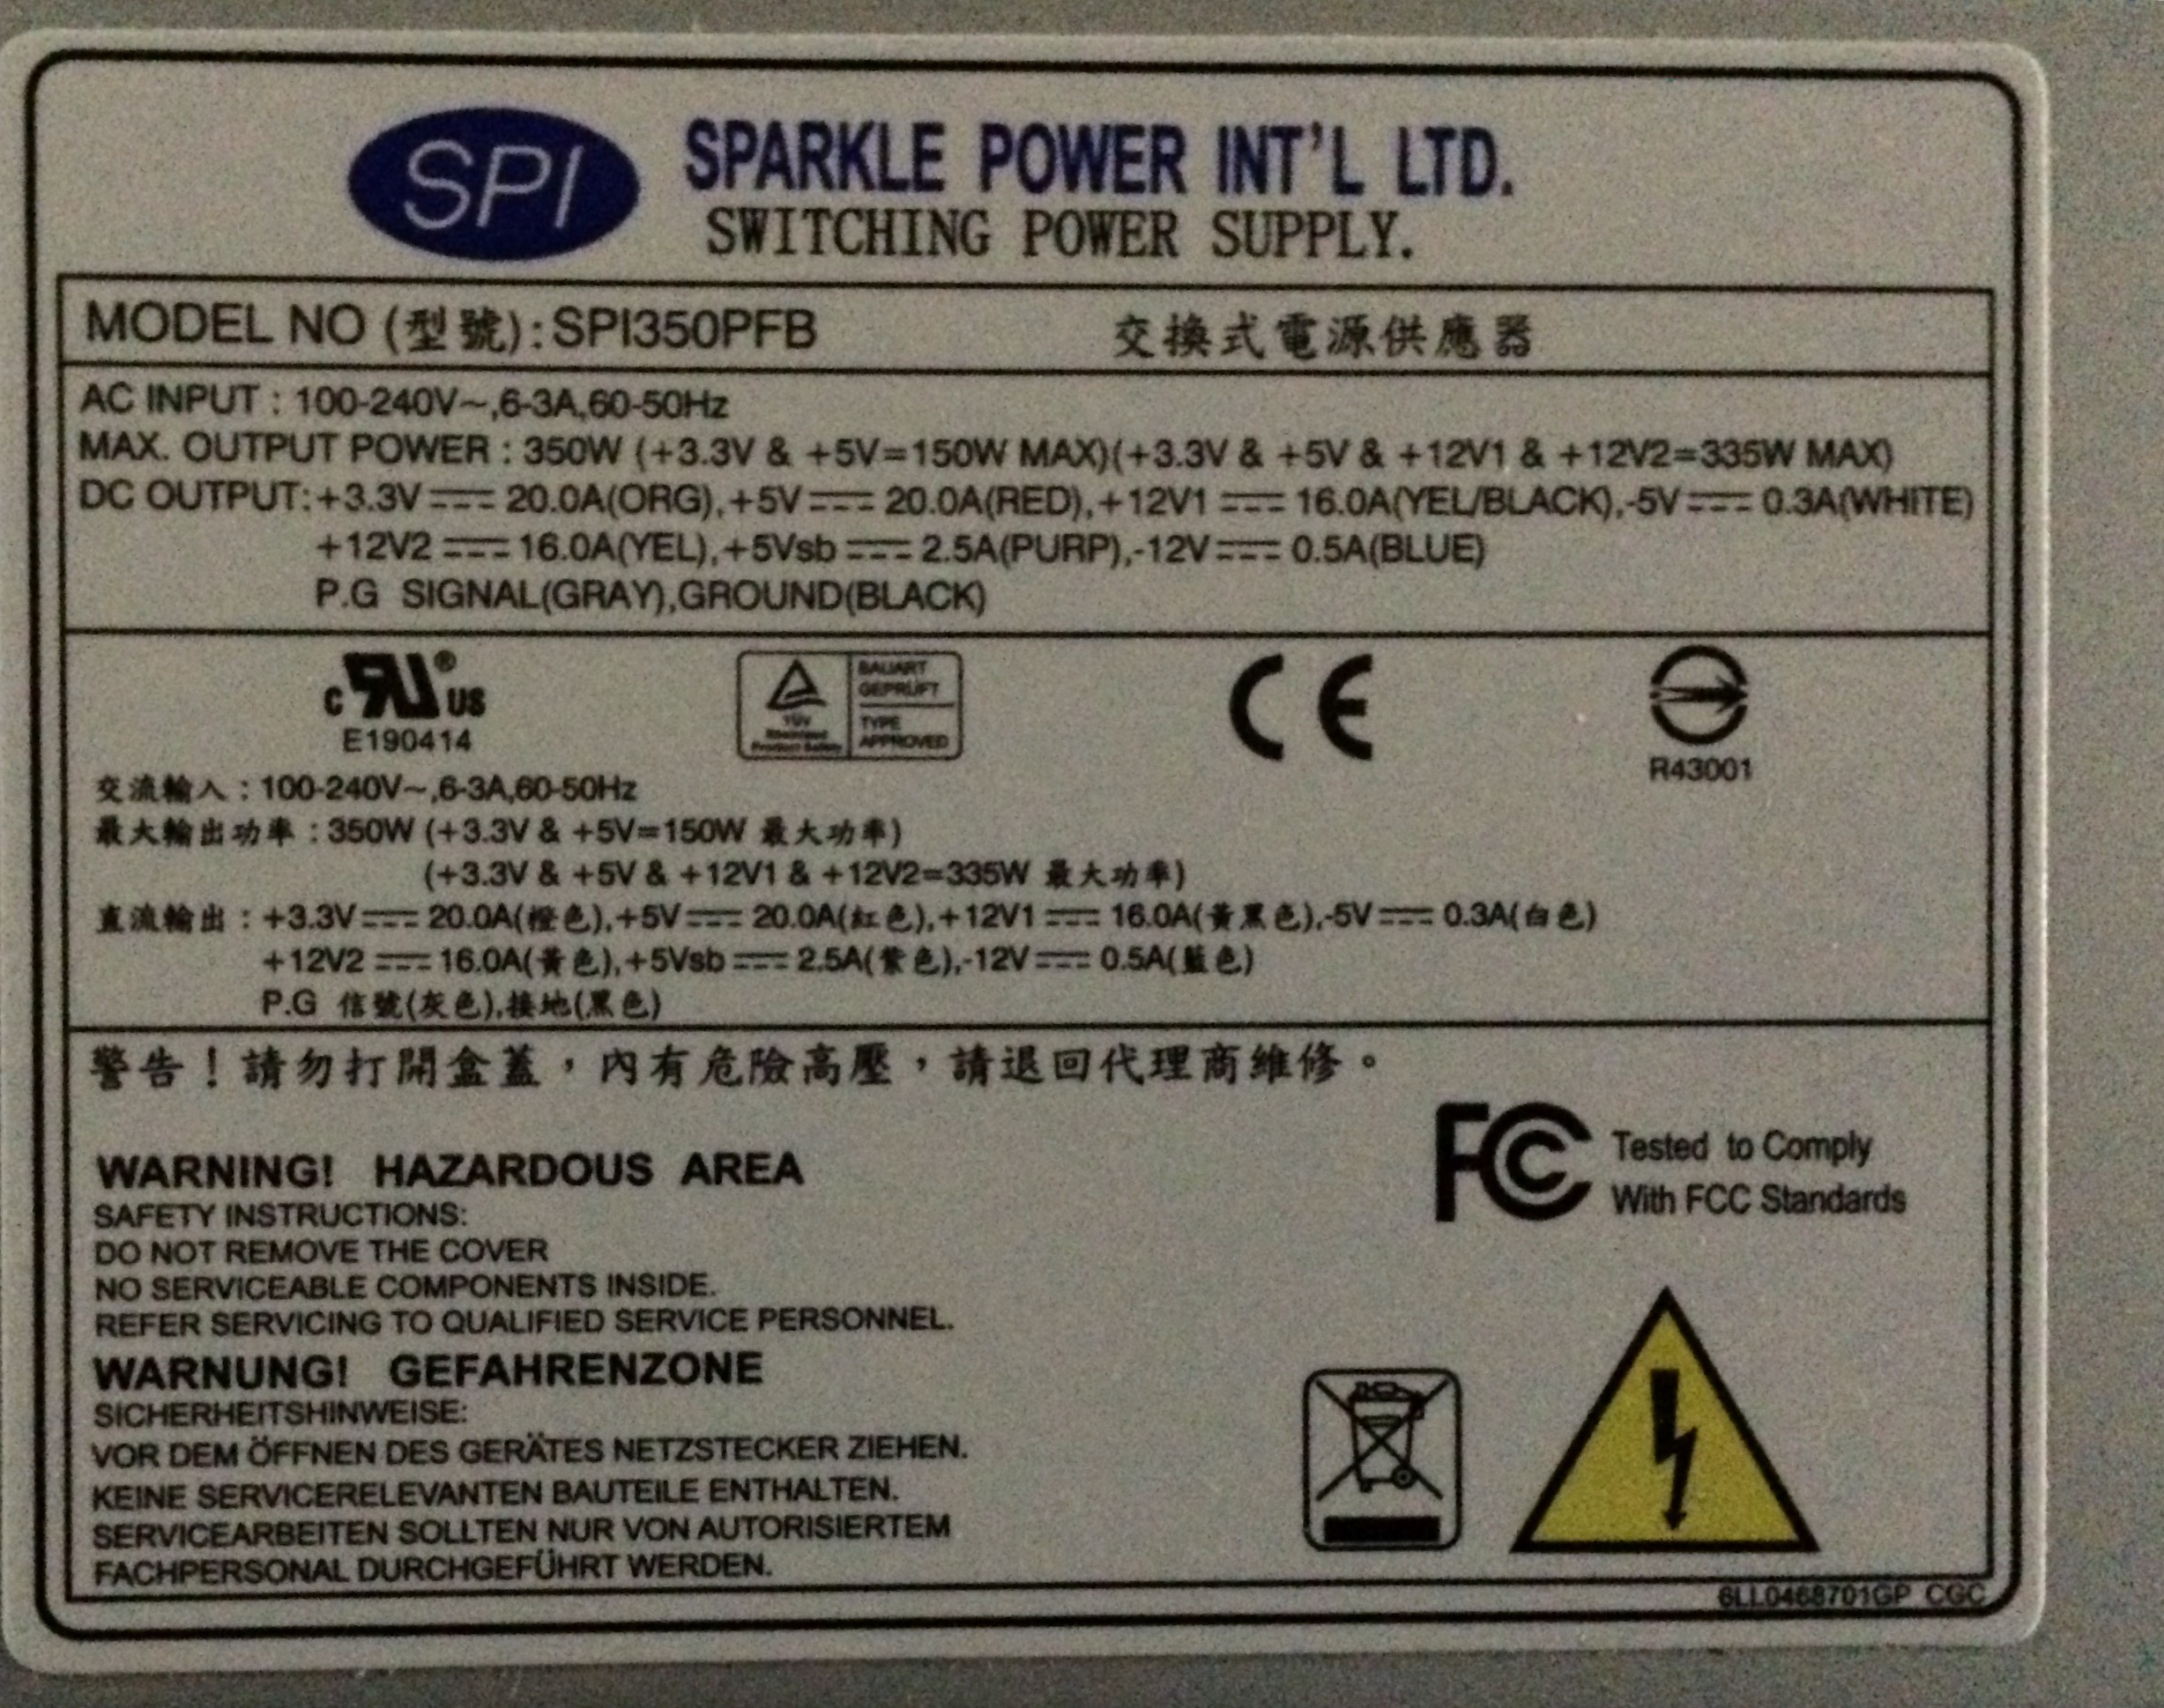 SPI
SPARKLE POWER INT'L LTD.
SWITCHING POWER SUPPLY.
MODEL NO (型號): SPI350PFB 交換式電源供應器
AC INPUT : 100-240V~,6-3A,60-50Hz
MAX. OUTPUT POWER : 350W (+3.3V & +5V=150W MAX)(+3.3V & +5V & +12V1 & +12V2=335W MAX)
DC OUTPUT:+3.3V⎓20.0A(ORG),+5V⎓20.0A(RED),+12V1⎓16.0A(YEL/BLACK),-5V⎓0.3A(WHITE)
+12V2⎓16.0A(YEL),+5Vsb⎓2.5A(PURP),-12V⎓0.5A(BLUE)
P.G SIGNAL(GRAY),GROUND(BLACK)
c RU® US
E190414
TÜV
Rheinland
Product Safety
BAUART
GEPRÜFT
TYPE
APPROVED
CE
R43001
交流輸入 : 100-240V~,6-3A,60-50Hz
最大輸出功率 : 350W (+3.3V & +5V=150W 最大功率)
(+3.3V & +5V & +12V1 & +12V2=335W 最大功率)
直流輸出 : +3.3V⎓20.0A(橙色),+5V⎓20.0A(紅色),+12V1⎓16.0A(黃黑色),-5V⎓0.3A(白色)
+12V2⎓16.0A(黃色),+5Vsb⎓2.5A(紫色),-12V⎓0.5A(藍色)
P.G 信號(灰色),接地(黑色)
警告！請勿打開盒蓋，內有危險高壓，請退回代理商維修。
FCC Tested to Comply
With FCC Standards
WARNING! HAZARDOUS AREA
SAFETY INSTRUCTIONS:
DO NOT REMOVE THE COVER
NO SERVICEABLE COMPONENTS INSIDE.
REFER SERVICING TO QUALIFIED SERVICE PERSONNEL.
WARNUNG! GEFAHRENZONE
SICHERHEITSHINWEISE:
VOR DEM ÖFFNEN DES GERÄTES NETZSTECKER ZIEHEN.
KEINE SERVICERELEVANTEN BAUTEILE ENTHALTEN.
SERVICEARBEITEN SOLLTEN NUR VON AUTORISIERTEM
FACHPERSONAL DURCHGEFÜHRT WERDEN.
6LL0468701GP CGC